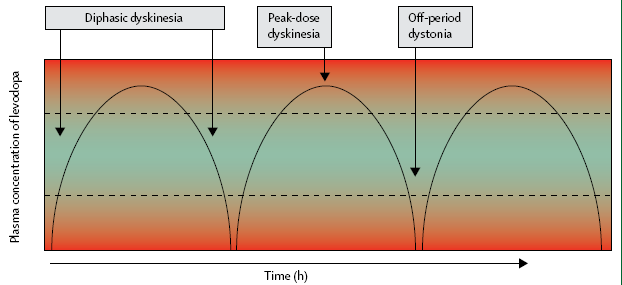 Diphasic dyskinesia
Peak-dose
dyskinesia
Off-period
dystonia
Plasma concentration of levodopa
Time (h)